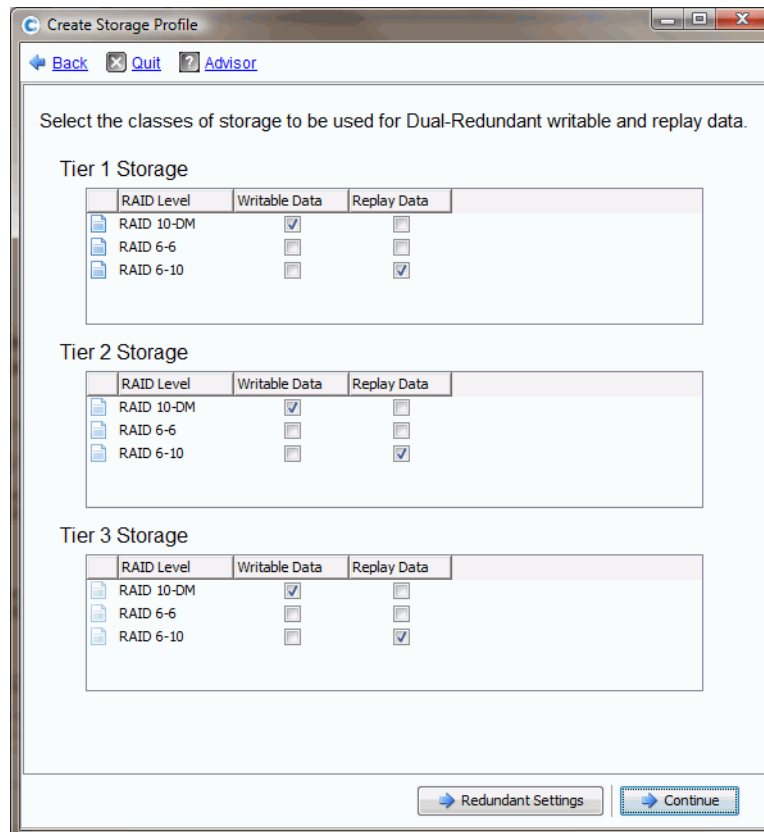 Create Storage Profile
Back Quit ? Advisor
Select the classes of storage to be used for Dual-Redundant writable and replay data.
Tier 1 Storage
RAID Level Writable Data Replay Data
RAID 10-DM
RAID 6-6
RAID 6-10
Tier 2 Storage
RAID Level Writable Data Replay Data
RAID 10-DM
RAID 6-6
RAID 6-10
Tier 3 Storage
RAID Level Writable Data Replay Data
RAID 10-DM
RAID 6-6
RAID 6-10
Redundant Settings Continue